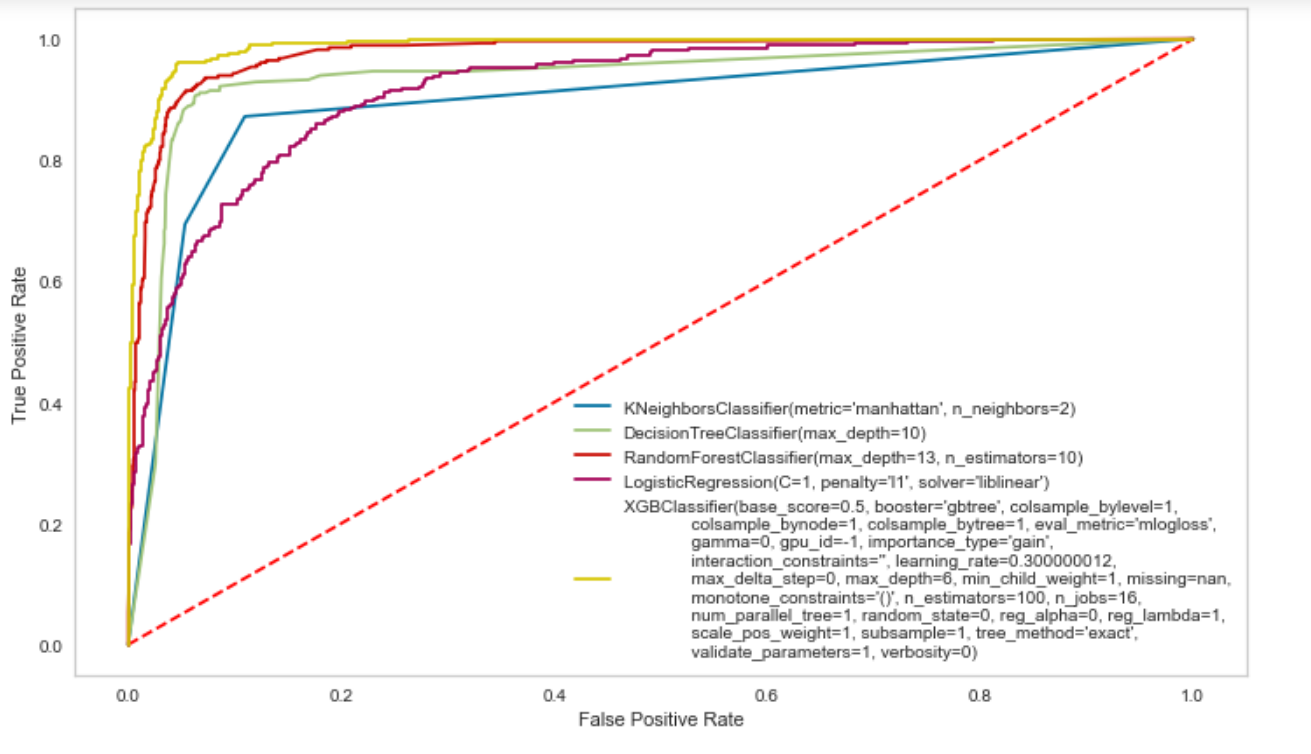 1.0
0.8
0.6
0.4
0.2
0.0
True Positive Rate
KNeighborsClassifier(metric='manhattan', n_neighbors=2)
DecisionTreeClassifier(max_depth=10)
RandomForestClassifier(max_depth=13, n_estimators=10)
LogisticRegression(C=1, penalty='l1', solver='liblinear')
XGBClassifier(base_score=0.5, booster='gbtree', colsample_bylevel=1,
colsample_bynode=1, colsample_bytree=1, eval_metric='mlogloss',
gamma=0, gpu_id=-1, importance_type='gain',
interaction_constraints='', learning_rate=0.300000012,
max_delta_step=0, max_depth=6, min_child_weight=1, missing=nan,
monotone_constraints='()', n_estimators=100, n_jobs=16,
num_parallel_tree=1, random_state=0, reg_alpha=0, reg_lambda=1,
scale_pos_weight=1, subsample=1, tree_method='exact',
validate_parameters=1, verbosity=0)
0.0 0.2 0.4 0.6 0.8 1.0
False Positive Rate